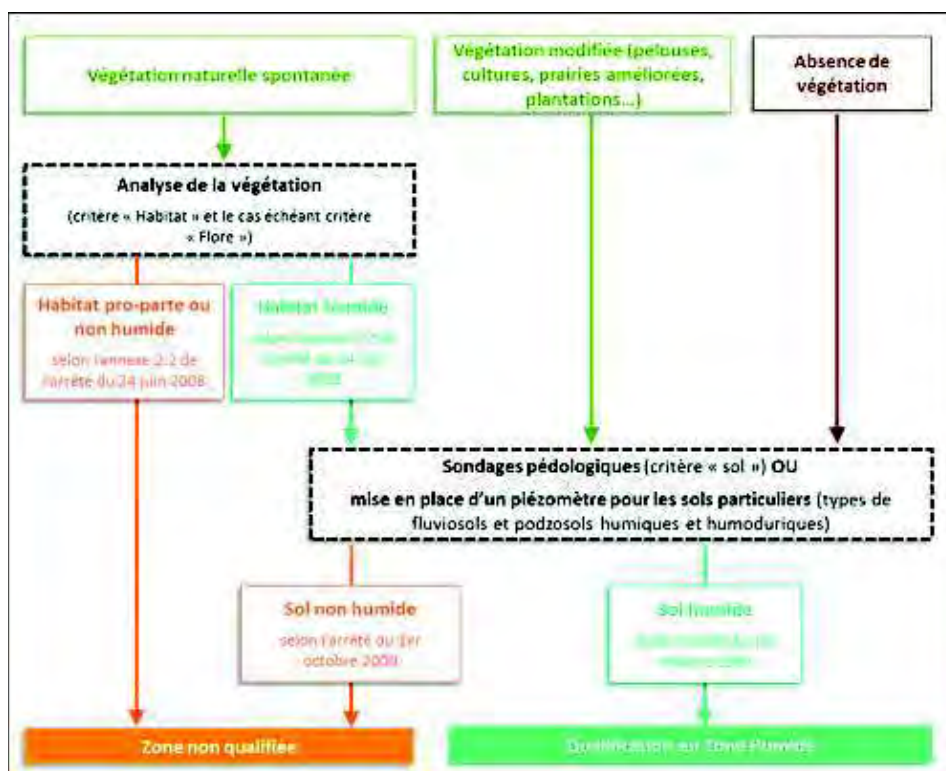 Végétation naturelle spontanée
Végétation modifiée (pelouses,
cultures, prairies améliorées,
plantations...)
Absence de
végétation
Analyse de la végétation
(critère « Habitat » et le cas échéant critère
« Flore »)
Habitat pro-parte ou
non humide
selon l'annexe 2.2 de
l'arrêté du 24 juin 2008
Habitat humide
Sondages pédologiques (critère « sol ») OU
mise en place d'un piézomètre pour les sols particuliers (types de
fluviosols et podzosols humiques et humoduriques)
Sol non humide
selon l'arrêté du 1er
octobre 2009
Sol humide
Zone non qualifiée
Qualification en Zone Humide